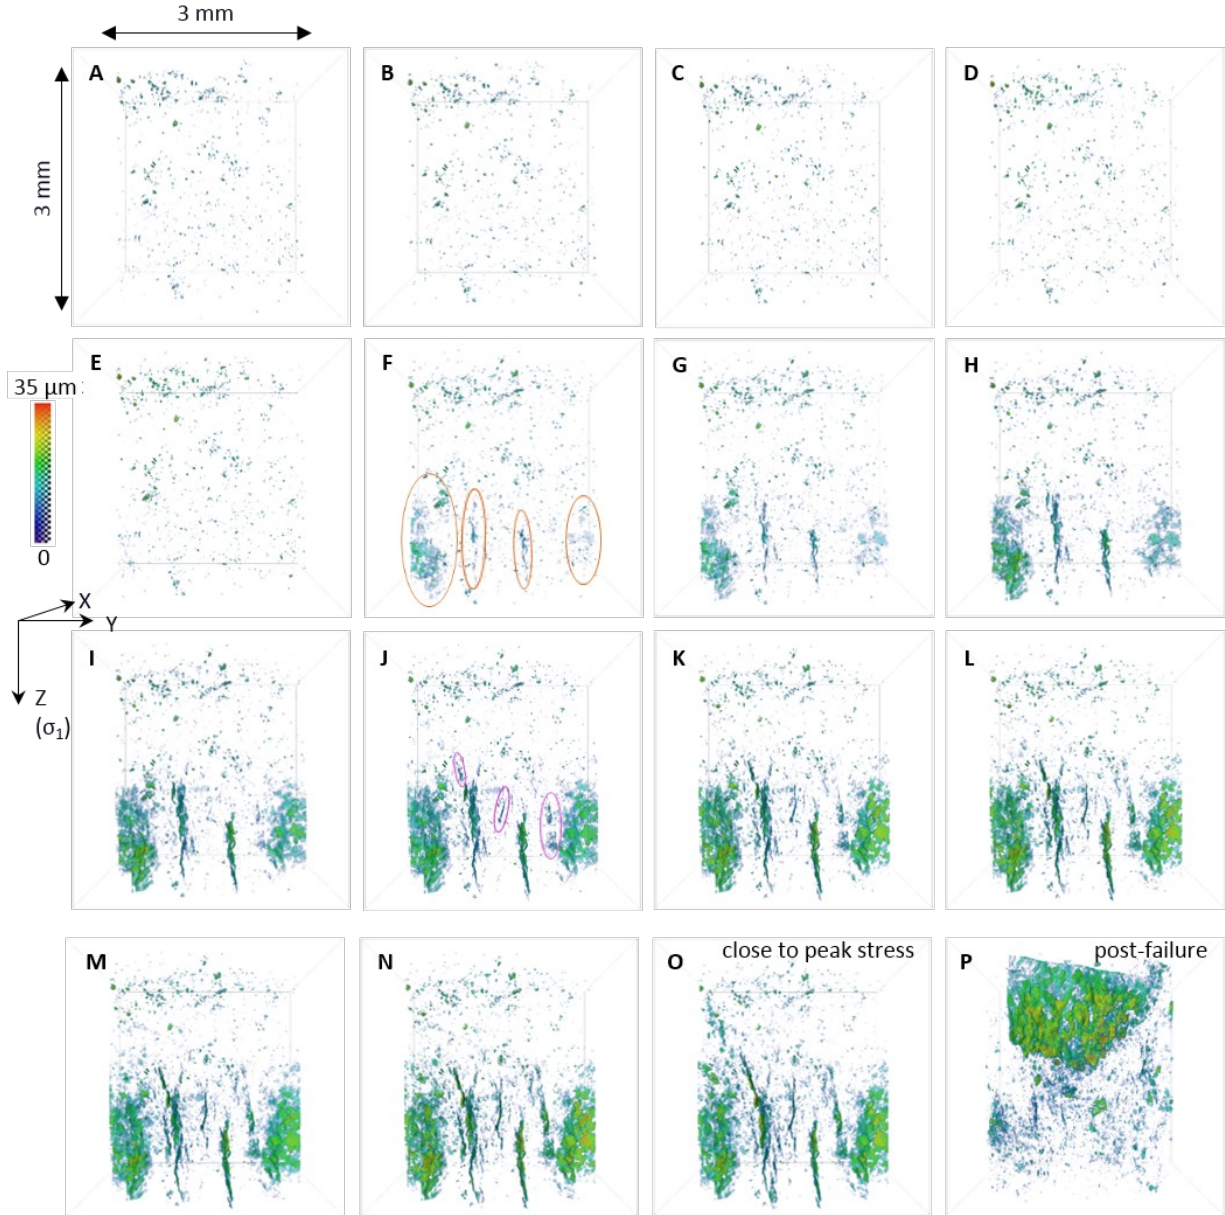 3 mm
3 mm
A
B
C
D
E
F
G
H
35 μm
0
X
Y
Z
(σ₁)
I
J
K
L
M
N
O
close to peak stress
P
post-failure